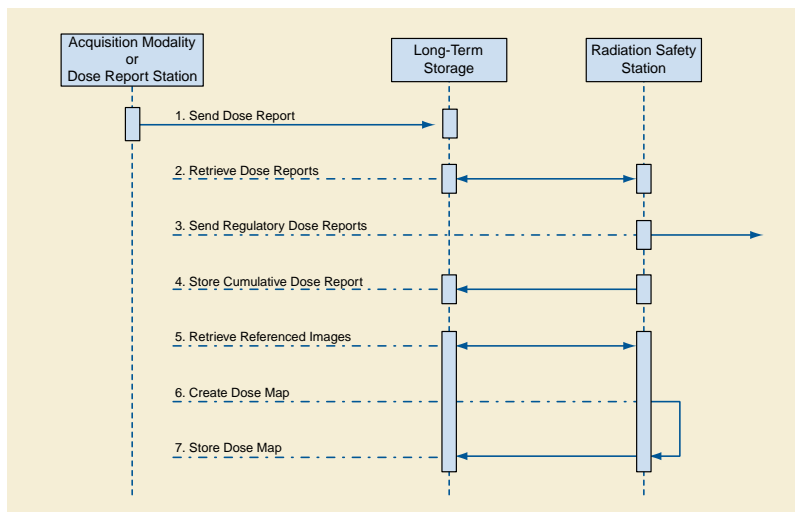 Acquisition Modality
or
Dose Report Station
Long-Term
Storage
Radiation Safety
Station
1. Send Dose Report
2. Retrieve Dose Reports
3. Send Regulatory Dose Reports
4. Store Cumulative Dose Report
5. Retrieve Referenced Images
6. Create Dose Map
7. Store Dose Map